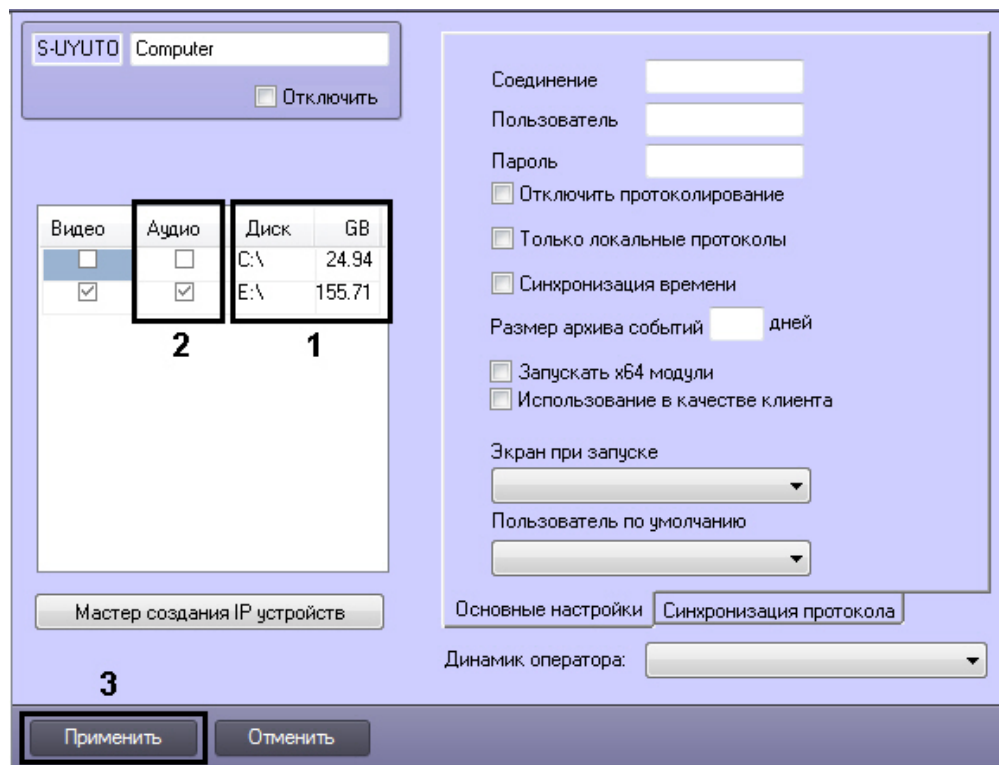 S-UYUTO Computer
Отключить
Видео Аудио Диск GB
C:\ 24.94
E:\ 155.71
2 1
Мастер создания IP устройств
Соединение
Пользователь
Пароль
Отключить протоколирование
Только локальные протоколы
Синхронизация времени
Размер архива событий дней
Запускать x64 модули
Использование в качестве клиента
Экран при запуске
Пользователь по умолчанию
Основные настройки Синхронизация протокола
Динамик оператора:
3
Применить Отменить